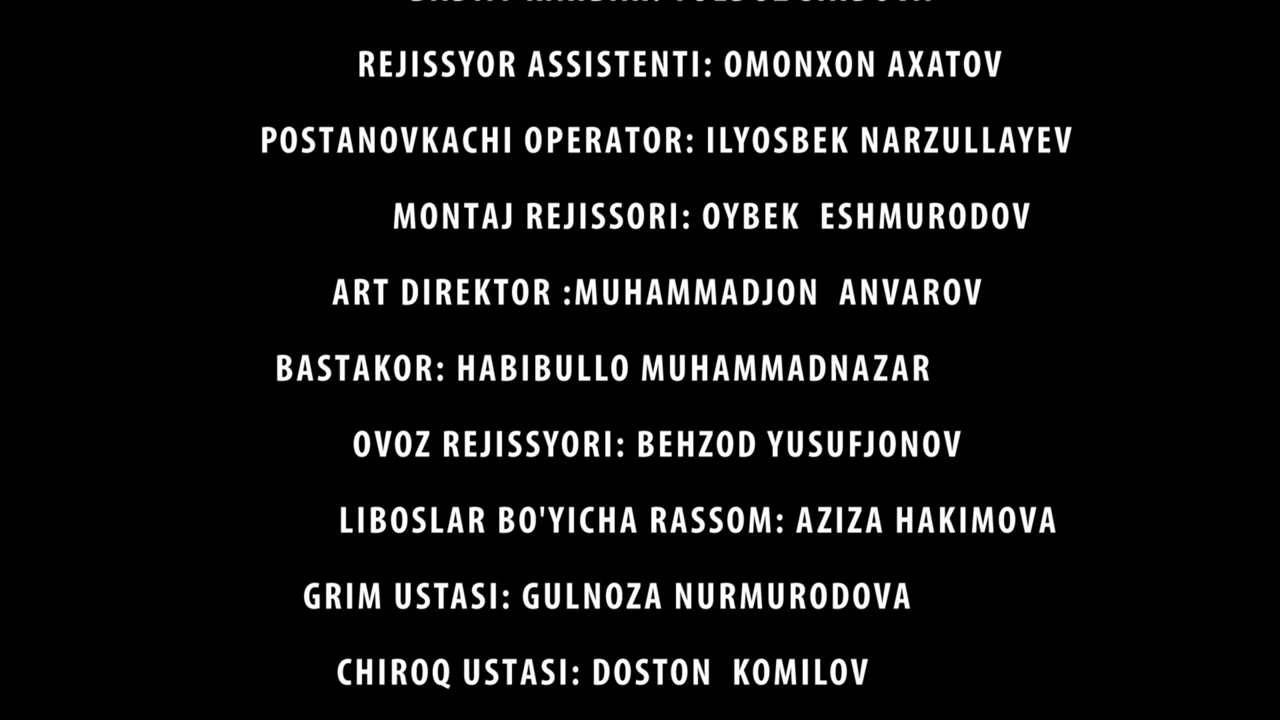 REJISSYOR ASSISTENTI: OMONXON AXATOV
POSTANOVKACHI OPERATOR: ILYOSBEK NARZULLAYEV
MONTAJ REJISSORI: OYBEK ESHMURODOV
ART DIREKTOR :MUHAMMADJON ANVAROV
BASTAKOR: HABIBULLO MUHAMMADNAZAR
OVOZ REJISSYORI: BEHZOD YUSUFJONOV
LIBOSLAR BO'YICHA RASSOM: AZIZA HAKIMOVA
GRIM USTASI: GULNOZA NURMURODOVA
CHIROQ USTASI: DOSTON KOMILOV